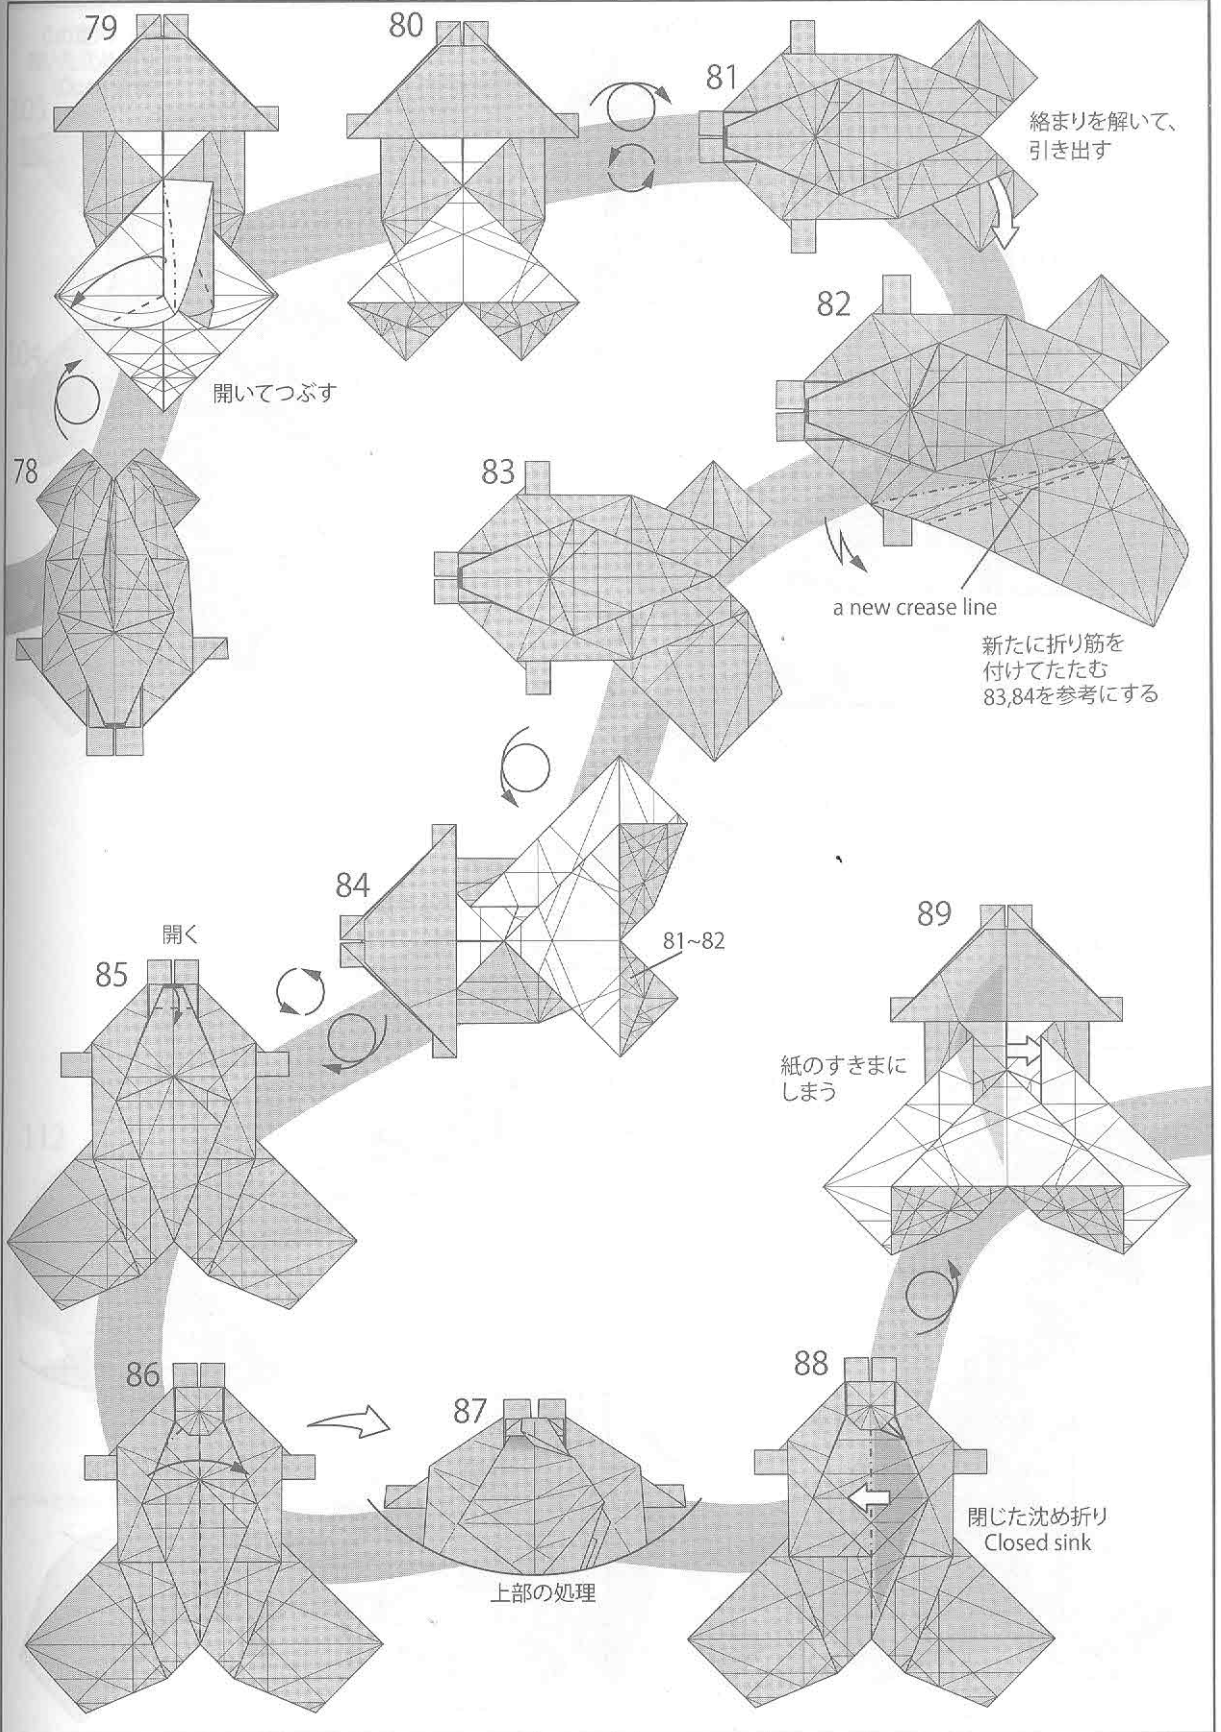 79
80
81
絡まりを解いて、
引き出す
82
開いてつぶす
78
83
a new crease line
新たに折り筋を
付けてたたむ
83,84を参考にする
84
81~82
89
開く
85
紙のすきまに
しまう
86
87
88
閉じた沈め折り
Closed sink
上部の処理